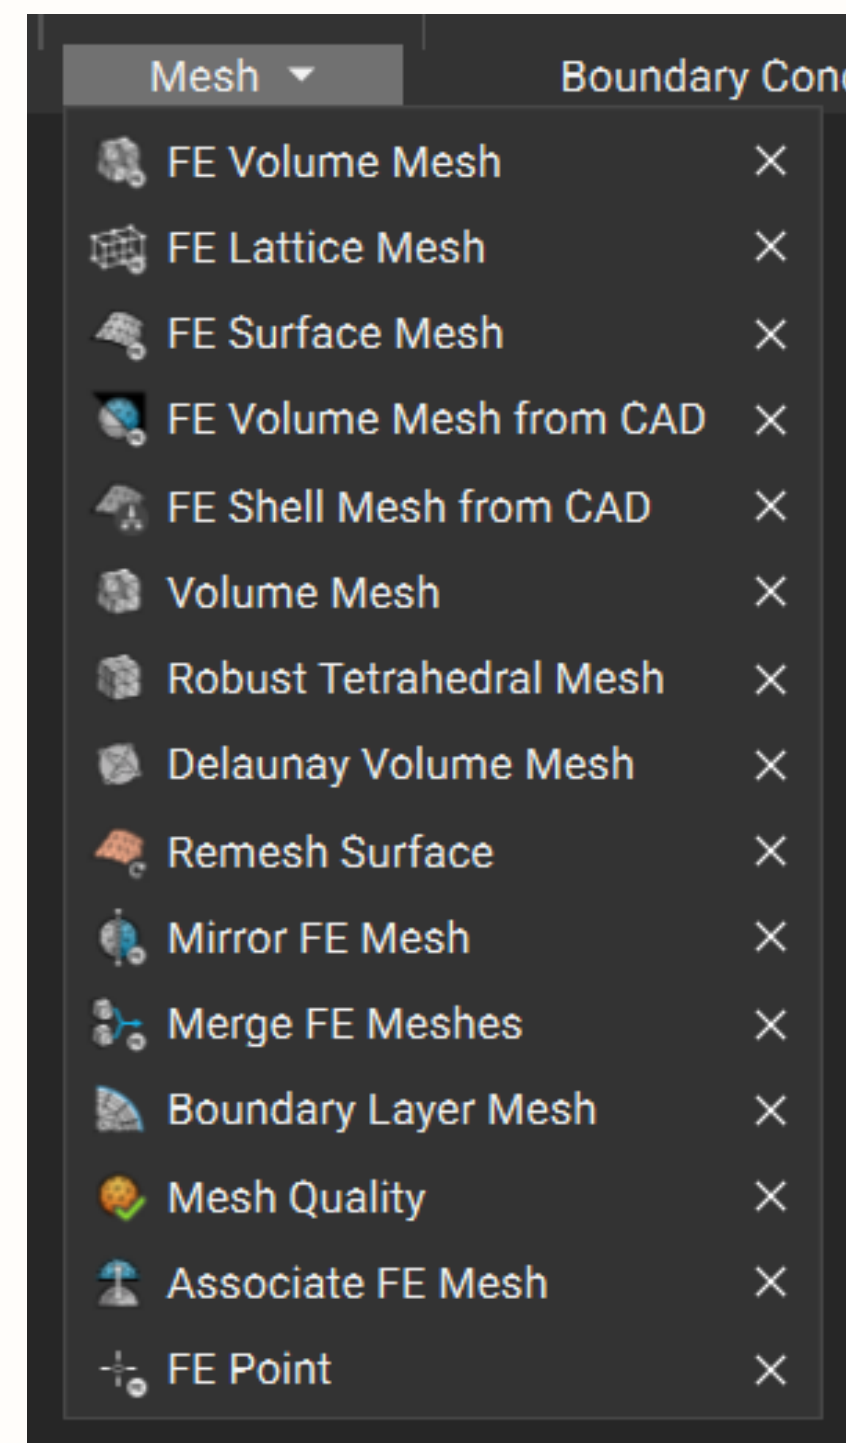 Mesh
Boundary Con
FE Volume Mesh
FE Lattice Mesh
FE Surface Mesh
FE Volume Mesh from CAD
FE Shell Mesh from CAD
Volume Mesh
Robust Tetrahedral Mesh
Delaunay Volume Mesh
Remesh Surface
Mirror FE Mesh
Merge FE Meshes
Boundary Layer Mesh
Mesh Quality
Associate FE Mesh
FE Point